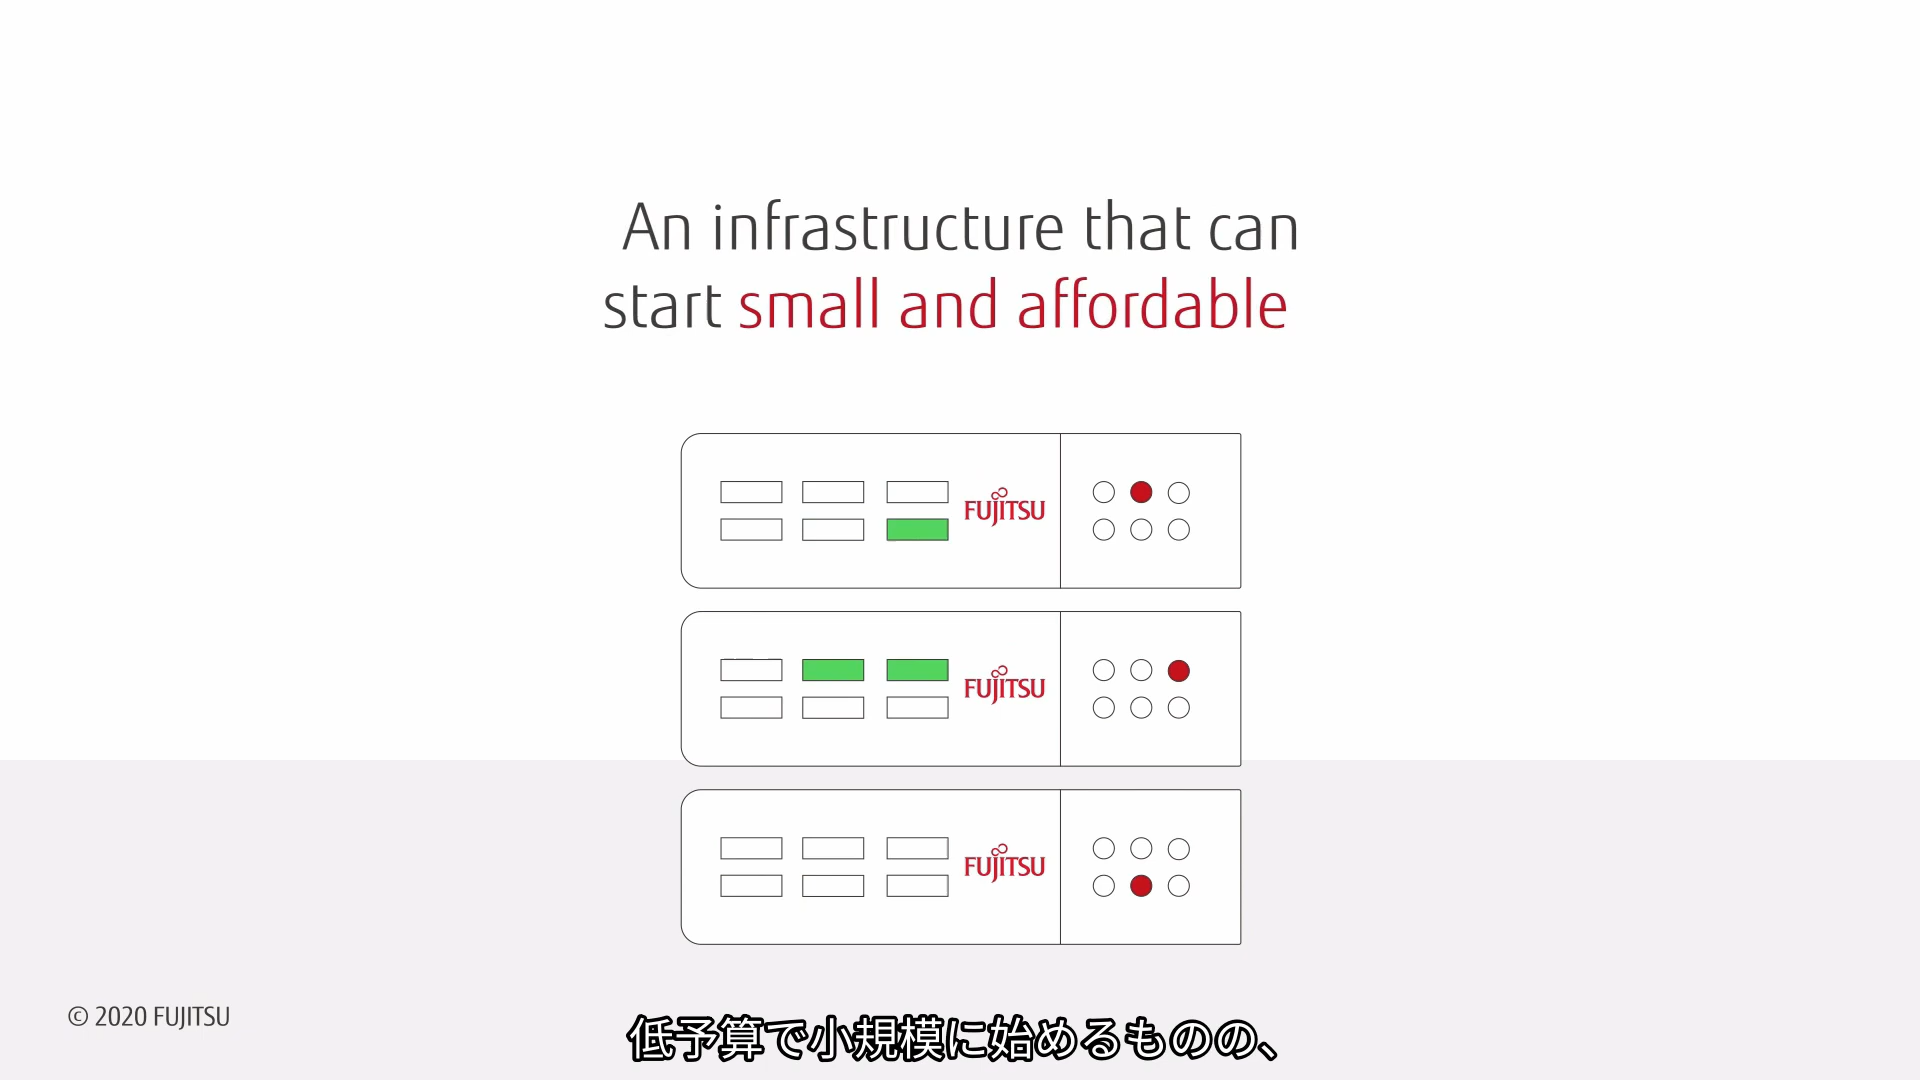 An infrastructure that can
start small and affordable
FUJITSU
FUJITSU
FUJITSU
© 2020 FUJITSU
低予算で小規模に始めるものの、